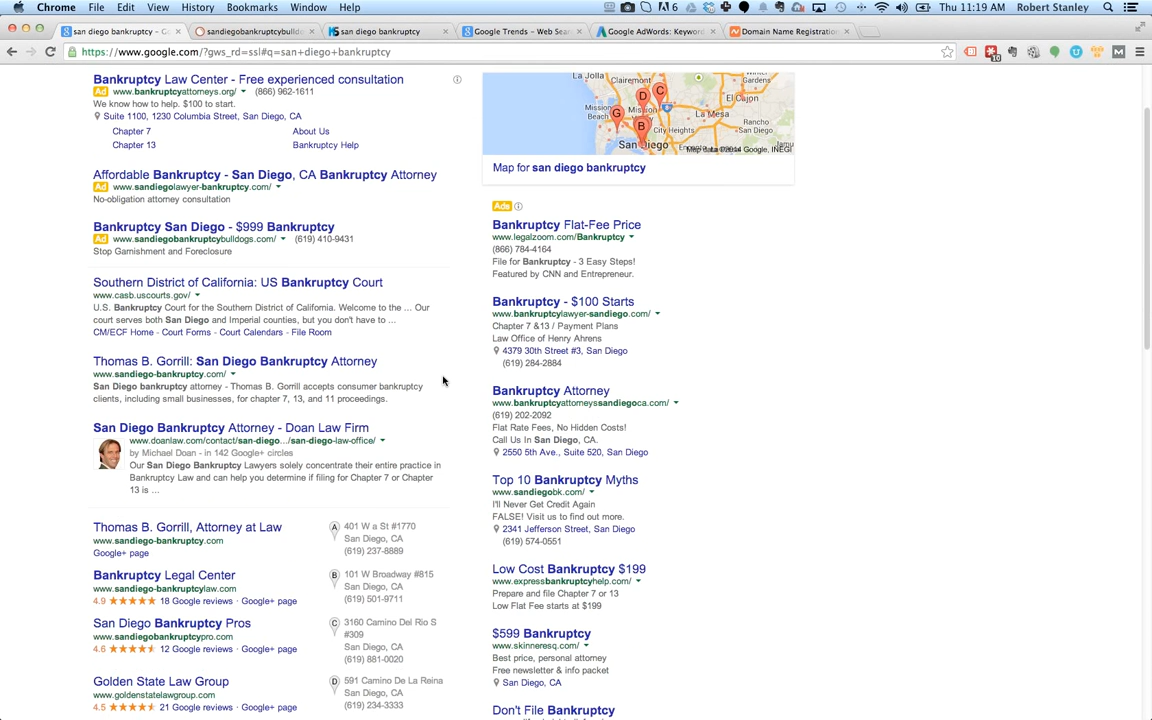 Chrome File Edit View History Bookmarks Window Help
6 Thu 11:19 AM Robert Stanley
san diego bankruptcy - G
sandiegobankruptcybulld
san diego bankruptcy
Google Trends – Web Sear
Google AdWords: Keyword
Domain Name Registratio
https://www.google.com/?gws_rd=ssl#q=san+diego+bankruptcy
10
Bankruptcy Law Center - Free experienced consultation
Ad www.bankruptcyattorneys.org/ (866) 962-1611
We know how to help. $100 to start.
Suite 1100, 1230 Columbia Street, San Diego, CA
Chapter 7 About Us
Chapter 13 Bankruptcy Help
Affordable Bankruptcy - San Diego, CA Bankruptcy Attorney
Ad www.sandiegolawyer-bankruptcy.com/
No-obligation attorney consultation
Bankruptcy San Diego - $999 Bankruptcy
Ad www.sandiegobankruptcybulldogs.com/ (619) 410-9431
Stop Garnishment and Foreclosure
Southern District of California: US Bankruptcy Court
www.casb.uscourts.gov/
U.S. Bankruptcy Court for the Southern District of California. Welcome to the ... Our
court serves both San Diego and Imperial counties, but you don't have to ...
CM/ECF Home - Court Forms - Court Calendars - File Room
Thomas B. Gorrill: San Diego Bankruptcy Attorney
www.sandiego-bankruptcy.com/
San Diego bankruptcy attorney - Thomas B. Gorrill accepts consumer bankruptcy
clients, including small businesses, for chapter 7, 13, and 11 proceedings.
San Diego Bankruptcy Attorney - Doan Law Firm
www.doanlaw.com/contact/san-diego.../san-diego-law-office/
by Michael Doan - in 142 Google+ circles
Our San Diego Bankruptcy Lawyers solely concentrate their entire practice in
Bankruptcy Law and can help you determine if filing for Chapter 7 or Chapter
13 is ...
Thomas B. Gorrill, Attorney at Law
www.sandiego-bankruptcy.com
Google+ page
A 401 W a St #1770
San Diego, CA
(619) 237-8889
Bankruptcy Legal Center
www.sandiego-bankruptcylaw.com
4.9 18 Google reviews · Google+ page
B 101 W Broadway #815
San Diego, CA
(619) 501-9711
San Diego Bankruptcy Pros
www.sandiegobankruptcypro.com
4.6 12 Google reviews · Google+ page
C 3160 Camino Del Rio S
#309
San Diego, CA
(619) 881-0020
Golden State Law Group
www.goldenstatelawgroup.com
4.5 21 Google reviews · Google+ page
D 591 Camino De La Reina
San Diego, CA
(619) 234-3333
La Jolla
Clairemont
El Cajon
Mission Beach
Mission
La Mesa
City Heights
Rancho San Diego
San Diego
G D C B
Map data ©2014 Google, INEGI
Map for san diego bankruptcy
Ads
Bankruptcy Flat-Fee Price
www.legalzoom.com/Bankruptcy
(866) 784-4164
File for Bankruptcy - 3 Easy Steps!
Featured by CNN and Entrepreneur.
Bankruptcy - $100 Starts
www.bankruptcylawyer-sandiego.com/
Chapter 7 &13 / Payment Plans
Law Office of Henry Ahrens
4379 30th Street #3, San Diego
(619) 284-2884
Bankruptcy Attorney
www.bankruptcyattorneyssandiegoca.com/
(619) 202-2092
Flat Rate Fees, No Hidden Costs!
Call Us In San Diego, CA.
2550 5th Ave., Suite 520, San Diego
Top 10 Bankruptcy Myths
www.sandiegobk.com/
I'll Never Get Credit Again
FALSE! Visit us to find out more.
2341 Jefferson Street, San Diego
(619) 574-0551
Low Cost Bankruptcy $199
www.expressbankruptcyhelp.com/
Prepare and file Chapter 7 or 13
Low Flat Fee starts at $199
$599 Bankruptcy
www.skinneresq.com/
Best price, personal attorney
Free newsletter & info packet
San Diego, CA
Don't File Bankruptcy